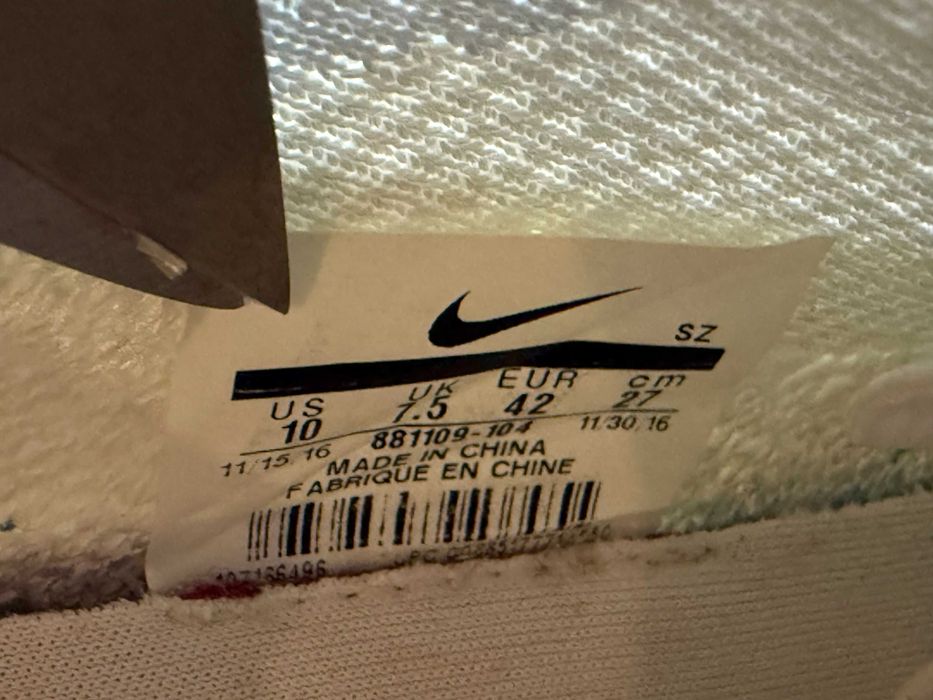 SZ
US UK EUR cm
10 7.5 42 27
11/15/16 881109-104 11/30/16
MADE IN CHINA
FABRIQUE EN CHINE
UPC